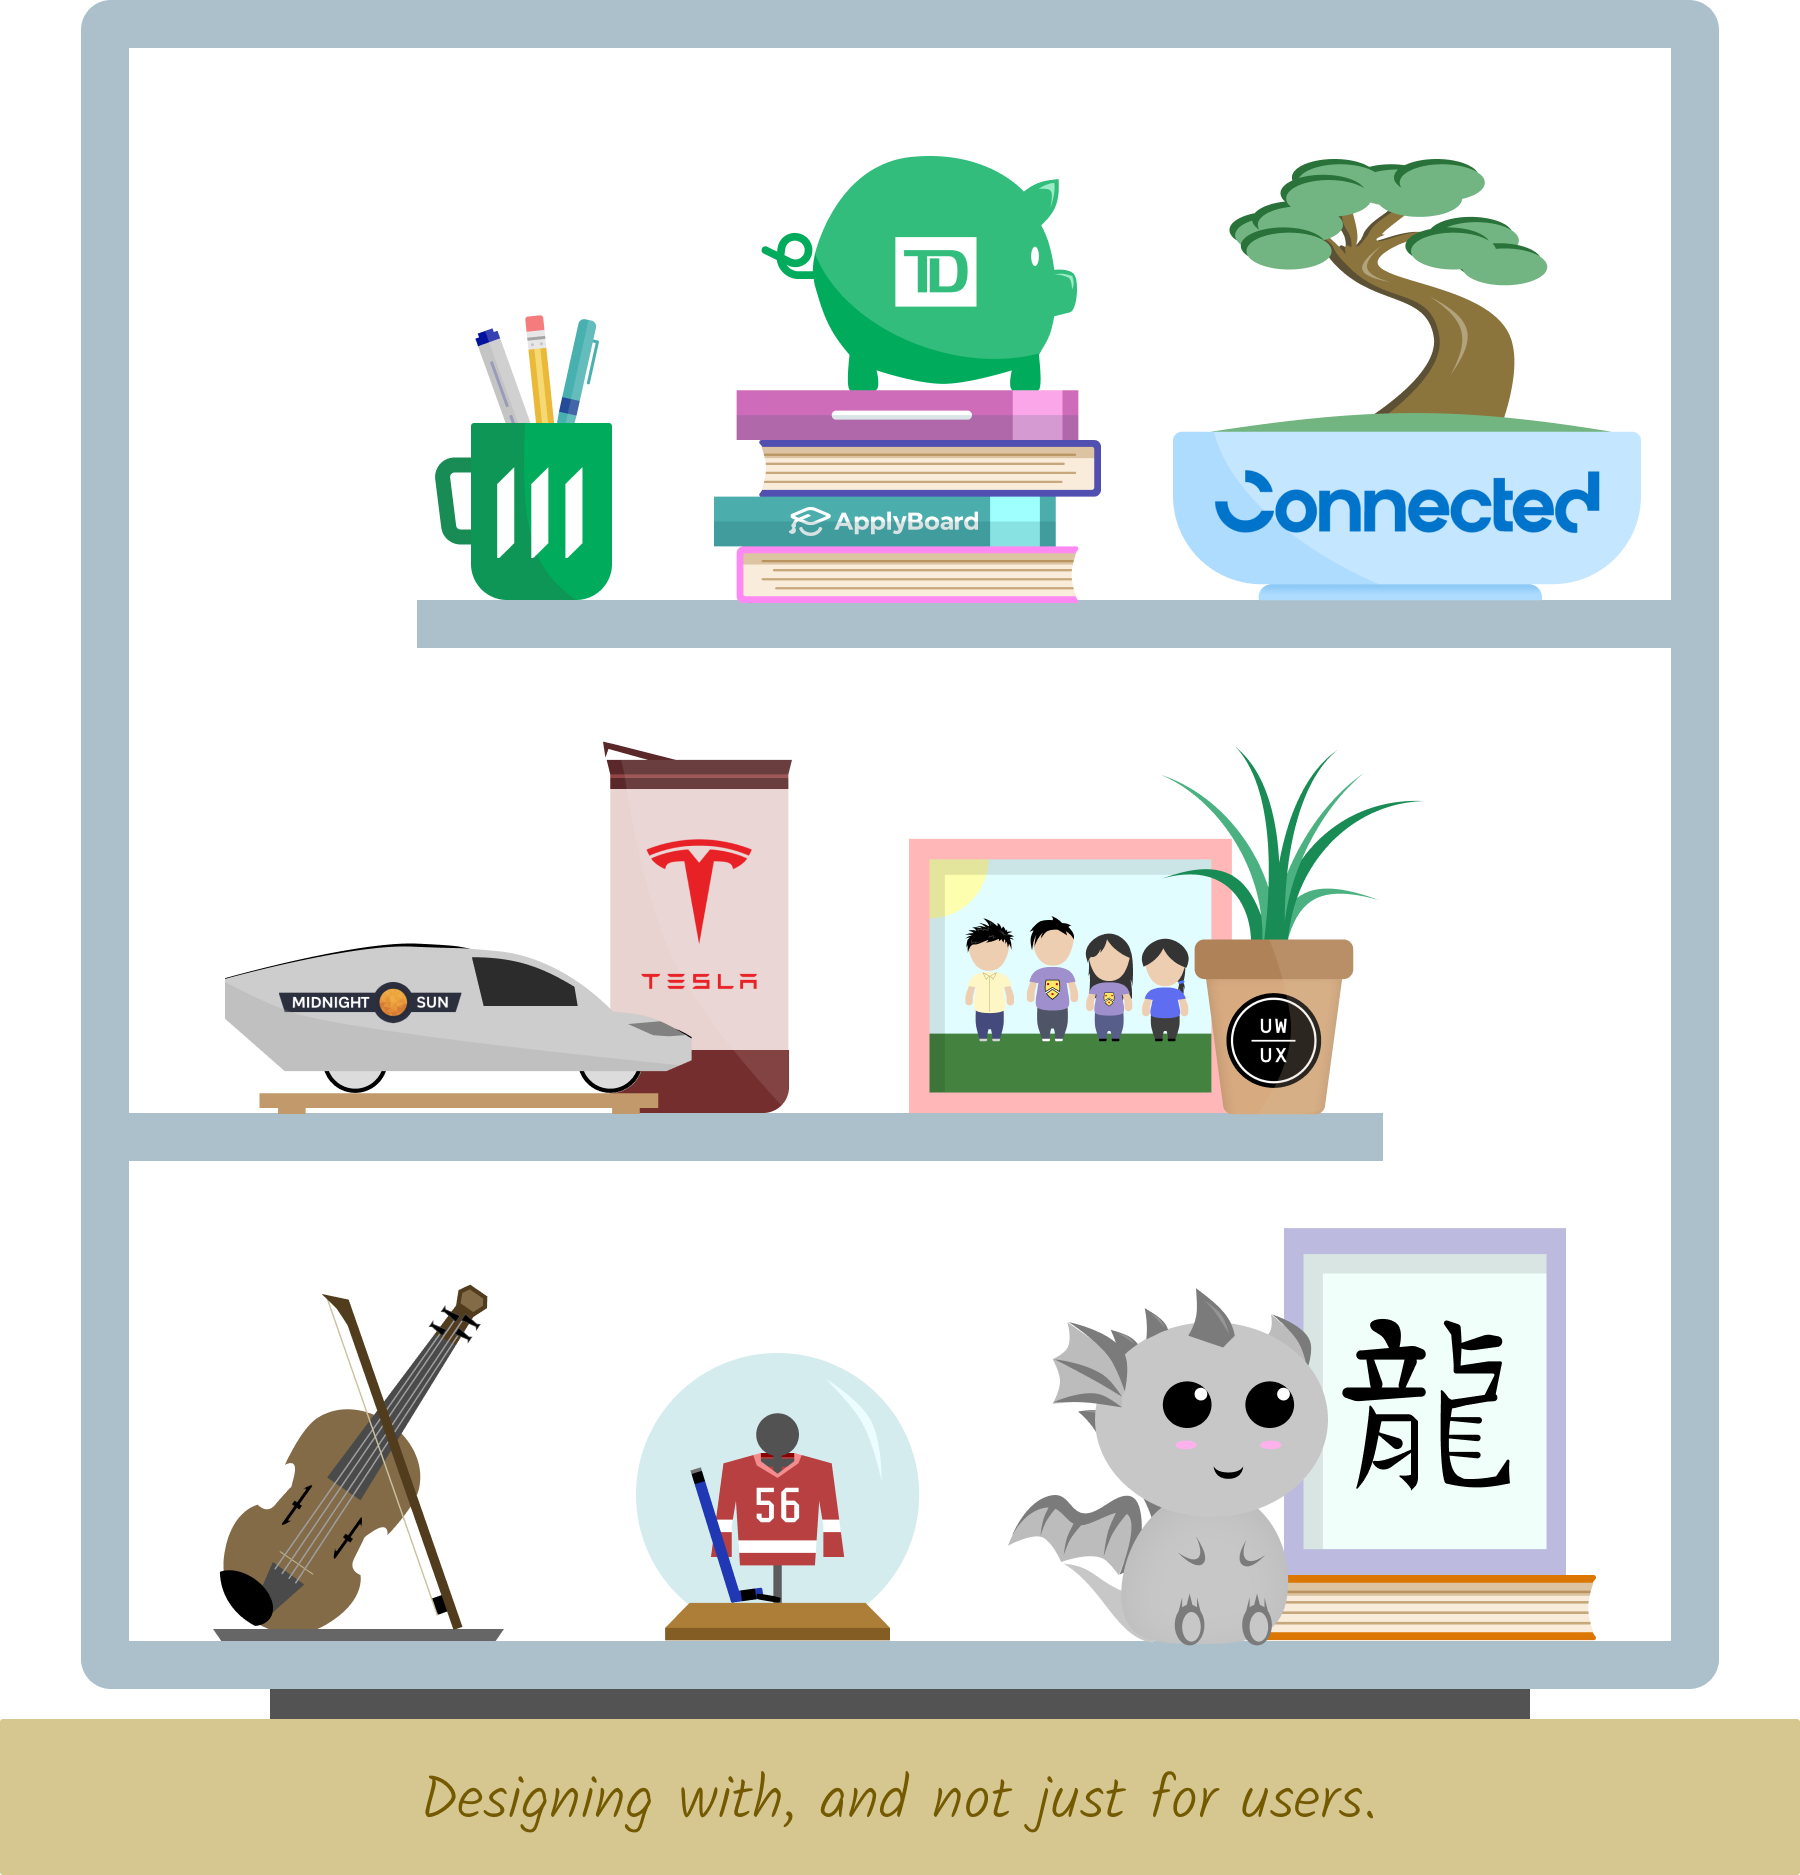 TD
ApplyBoard
Connected
TESLA
MIDNIGHT SUN
UW
UX
56
龍
Designing with, and not just for users.